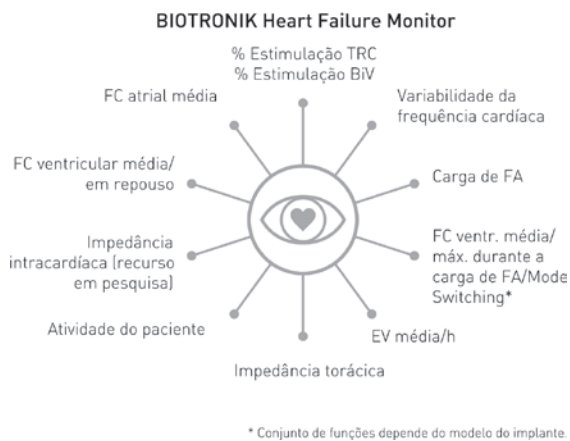 BIOTRONIK Heart Failure Monitor
% Estimulação TRC
% Estimulação BiV
FC atrial média
Variabilidade da
frequência cardíaca
FC ventricular média/
em repouso
Carga de FA
Impedância
intracardíaca (recurso
em pesquisa)
FC ventr. média/
máx. durante a
carga de FA/Mode
Switching*
Atividade do paciente
EV média/h
Impedância torácica
* Conjunto de funções depende do modelo do implante.